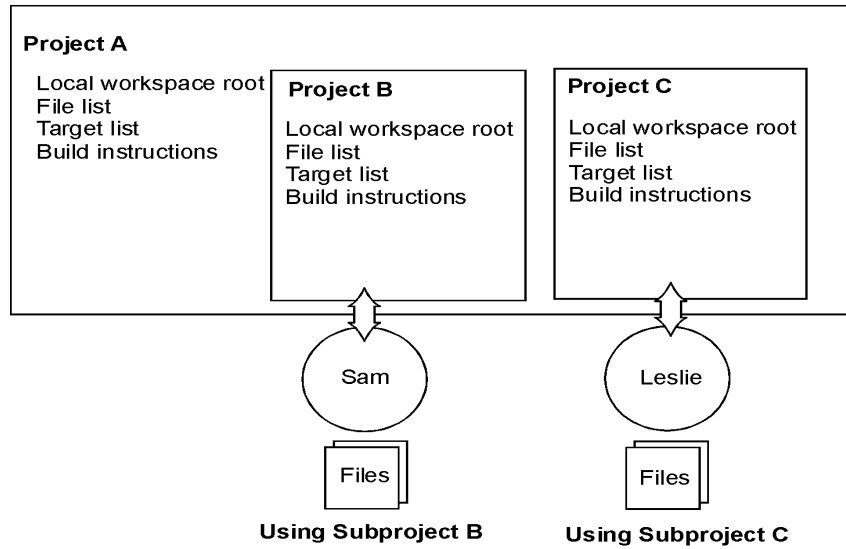 Project A
Local workspace root
File list
Target list
Build instructions
Project B
Local workspace root
File list
Target list
Build instructions
Project C
Local workspace root
File list
Target list
Build instructions
Sam
Leslie
Files
Files
Using Subproject B
Using Subproject C